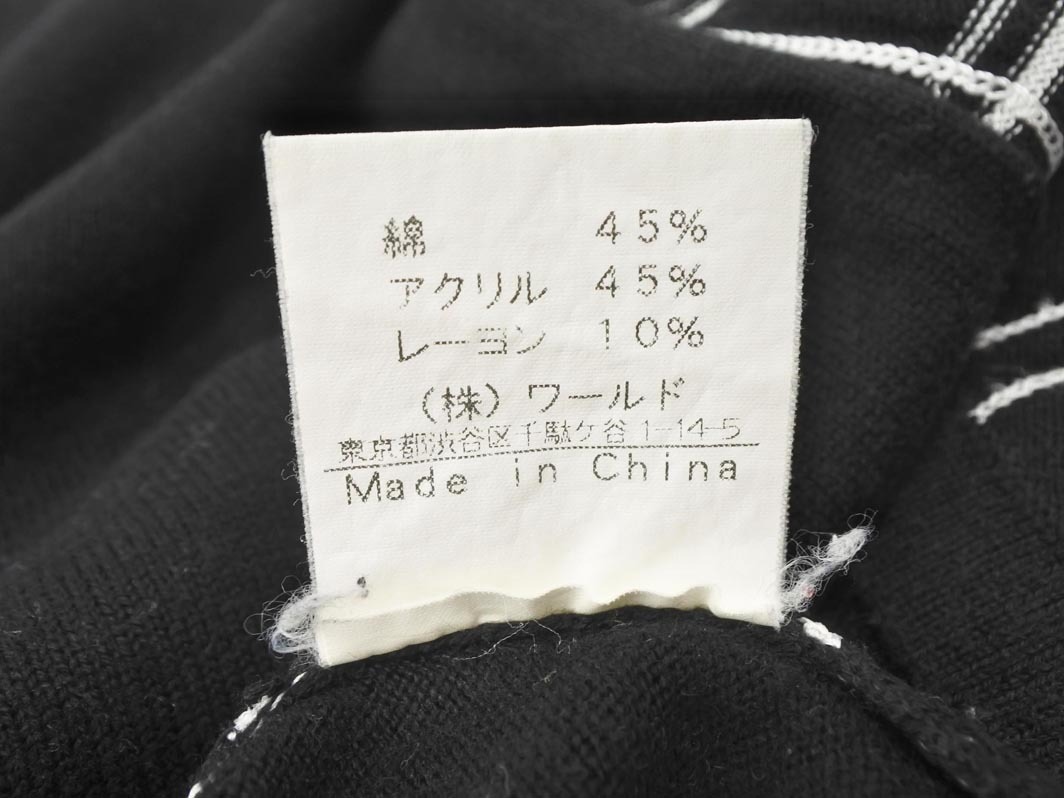 綿 45%
アクリル 45%
レーヨン 10%
(株)ワールド
東京都渋谷区千駄ケ谷1-14-5
Made in China